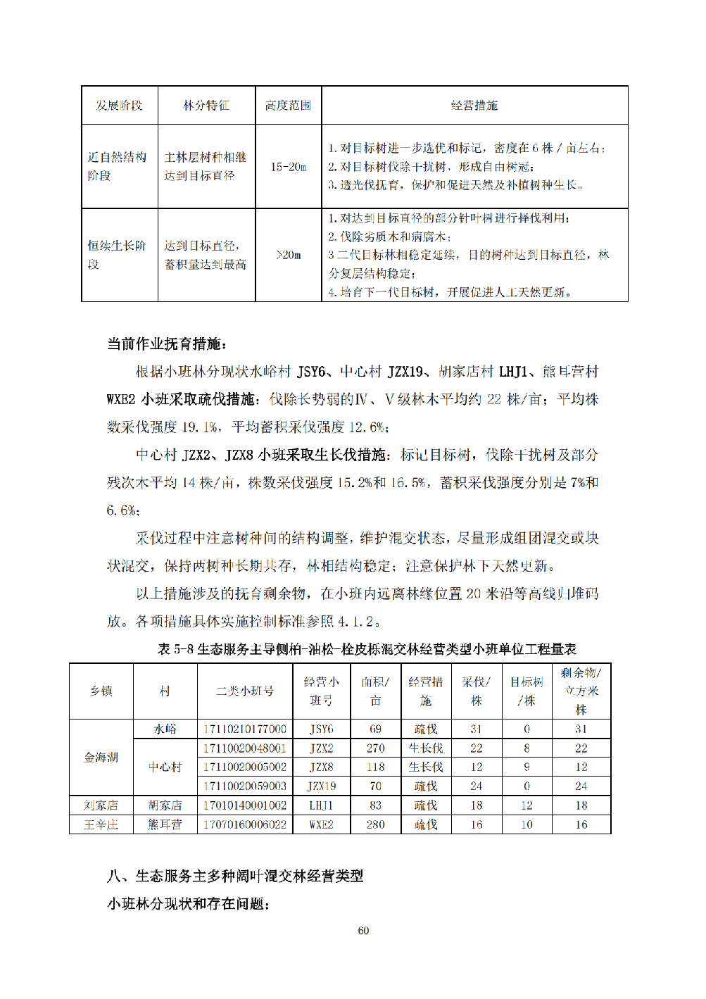 发展阶段 林分特征 高度范围 经营措施
近自然结构阶段 主林层树种相继达到目标直径 15-20m
1.对目标树进一步选优和标记，密度在 6 株／亩左右；
2.对目标树伐除干扰树，形成自由树冠；
3.透光伐抚育，保护和促进天然及补植树种生长。
恒续生长阶段 达到目标直径，蓄积量达到最高 >20m
1.对达到目标直径的部分针叶树进行择伐利用；
2.伐除劣质木和病腐木；
3 二代目标林相稳定延续，目的树种达到目标直径，林
分复层结构稳定；
4.培育下一代目标树，开展促进人工天然更新。
当前作业抚育措施：
根据小班林分现状水峪村 JSY6、中心村 JZX19、胡家店村 LHJ1、熊耳营村
WXE2 小班采取疏伐措施：伐除长势弱的Ⅳ、Ⅴ级林木平均约 22 株/亩；平均株
数采伐强度 19.1%，平均蓄积采伐强度 12.6%；
中心村 JZX2、JZX8 小班采取生长伐措施：标记目标树，伐除干扰树及部分
残次木平均 14 株/亩，株数采伐强度 15.2%和 16.5%，蓄积采伐强度分别是 7%和
6.6%；
采伐过程中注意树种间的结构调整，维护混交状态，尽量形成组团混交或块
状混交，保持两树种长期共存，林相结构稳定；注意保护林下天然更新。
以上措施涉及的抚育剩余物，在小班内远离林缘位置 20 米沿等高线归堆码
放。各项措施具体实施控制标准参照 4.1.2。
表 5-8 生态服务主导侧柏-油松-栓皮栎混交林经营类型小班单位工程量表
乡镇 村 二类小班号 经营小班号 面积/亩 经营措施 采伐/株 目标树/株 剩余物/立方米株
金海湖 水峪 17110210177000 JSY6 69 疏伐 31 0 31
中心村 17110020048001 JZX2 270 生长伐 22 8 22
17110020005002 JZX8 118 生长伐 12 9 12
17110020059003 JZX19 70 疏伐 24 0 24
刘家店 胡家店 17010140001002 LHJ1 83 疏伐 18 12 18
王辛庄 熊耳营 17070160006022 WXE2 280 疏伐 16 10 16
八、生态服务主多种阔叶混交林经营类型
小班林分现状和存在问题：
60